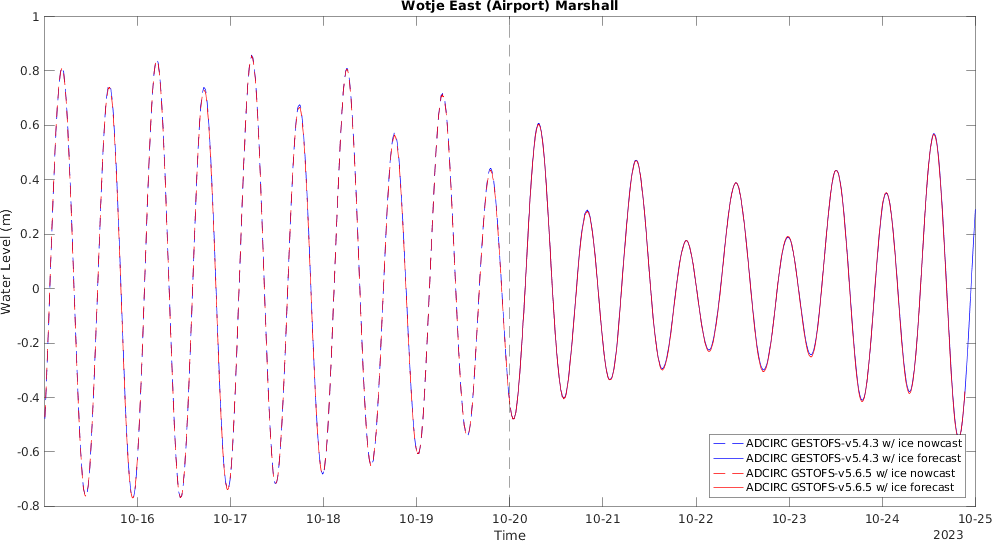 Wotje East (Airport) Marshall
1
0.8
0.6
0.4
0.2
0
-0.2
-0.4
-0.6
-0.8
Water Level (m)
ADCIRC GESTOFS-v5.4.3 w/ ice nowcast
ADCIRC GESTOFS-v5.4.3 w/ ice forecast
ADCIRC GSTOFS-v5.6.5 w/ ice nowcast
ADCIRC GSTOFS-v5.6.5 w/ ice forecast
10-16 10-17 10-18 10-19 10-20 10-21 10-22 10-23 10-24 10-25
Time
2023